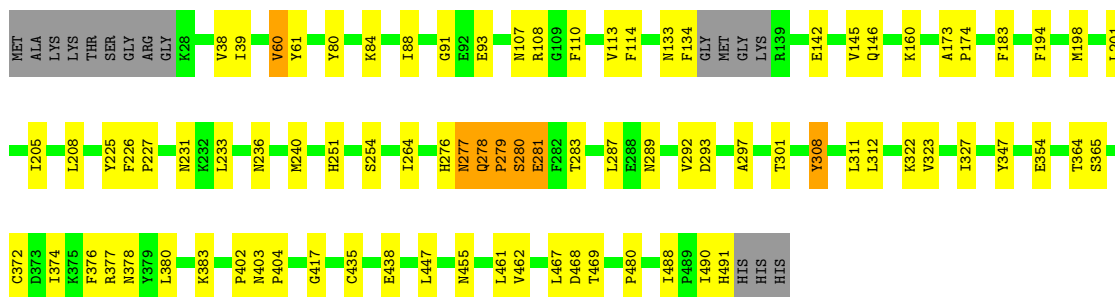 MET ALA LYS LYS THR SER GLY ARG GLY K28 V38 I39 V60 Y61 Y80 K84 I88 G91 E92 E93 N107 R108 G109 F110 V113 F114 N133 F134 GLY MET GLY LYS R139 E142 V145 Q146 K160 A173 P174 F183 F194 M198
I205 L208 Y225 F226 P227 N231 K232 L233 N236 M240 H251 S254 I264 H276 N277 Q278 P279 S280 E281 F282 T283 L287 E288 N289 V292 D293 A297 T301 Y308 L311 L312 K322 V323 I327 Y347 E354 T364 S365
C372 D373 I374 K375 F376 R377 N378 Y379 L380 K383 P402 N403 P404 G417 C435 E438 L447 N455 L461 V462 L467 D468 T469 P480 I488 P489 I490 H491 HIS HIS HIS